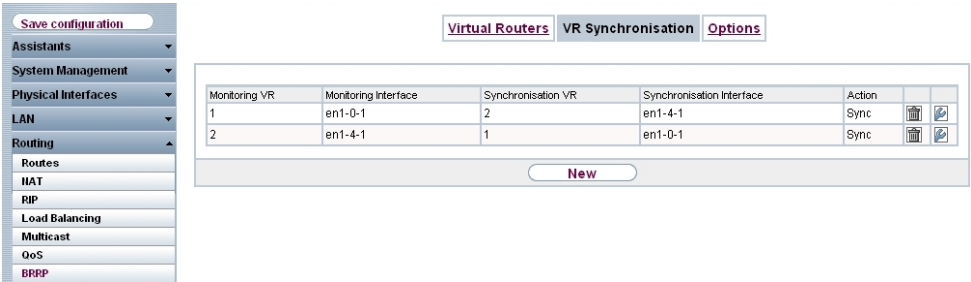 Save configuration
Assistants
System Management
Physical Interfaces
LAN
Routing
Routes
NAT
RIP
Load Balancing
Multicast
QoS
BRRP
Virtual Routers VR Synchronisation Options
Monitoring VR Monitoring Interface Synchronisation VR Synchronisation Interface Action
1 en1-0-1 2 en1-4-1 Sync
2 en1-4-1 1 en1-0-1 Sync
New